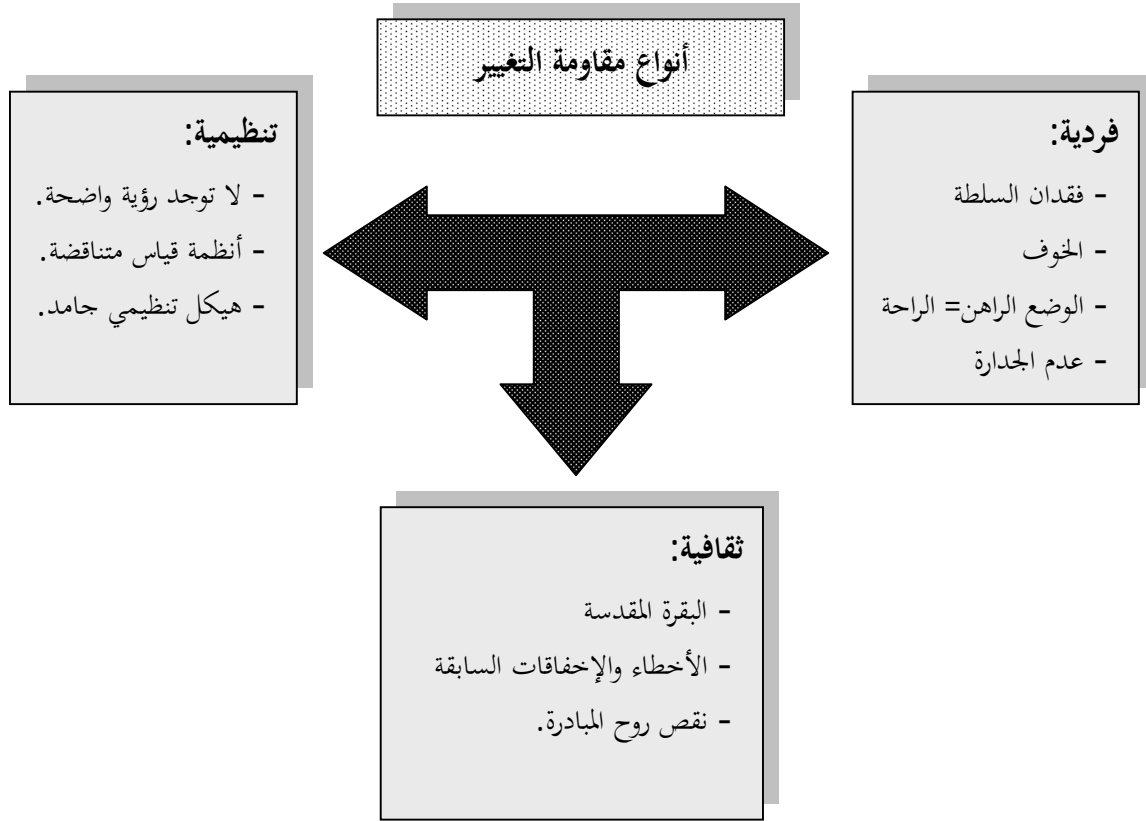 أنواع مقاومة التغيير
فردية:
- فقدان السلطة
- الخوف
- الوضع الراهن= الراحة
- عدم الجدارة
تنظيمية:
- لا توجد رؤية واضحة.
- أنظمة قياس متناقضة.
- هيكل تنظيمي جامد.
ثقافية:
- البقرة المقدسة
- الأخطاء والإخفاقات السابقة
- نقص روح المبادرة.